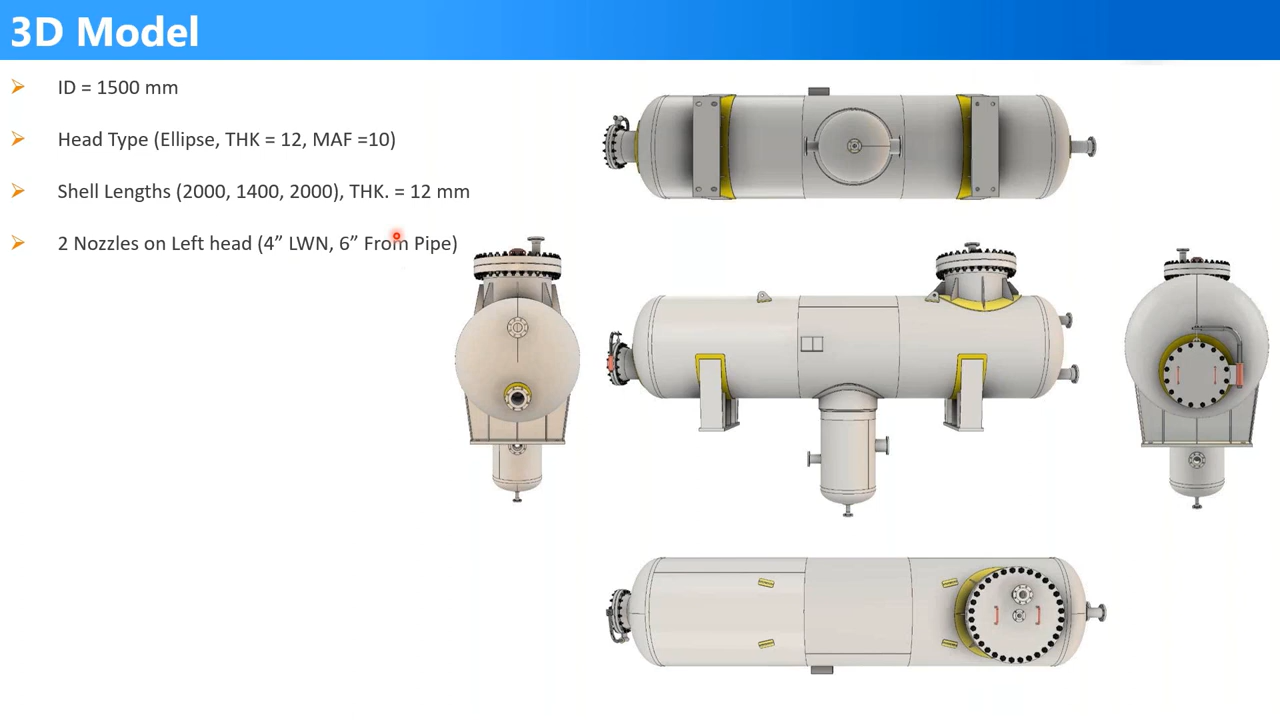 3D Model
ID = 1500 mm
Head Type (Ellipse, THK = 12, MAF =10)
Shell Lengths (2000, 1400, 2000), THK. = 12 mm
2 Nozzles on Left head (4” LWN, 6” From Pipe)